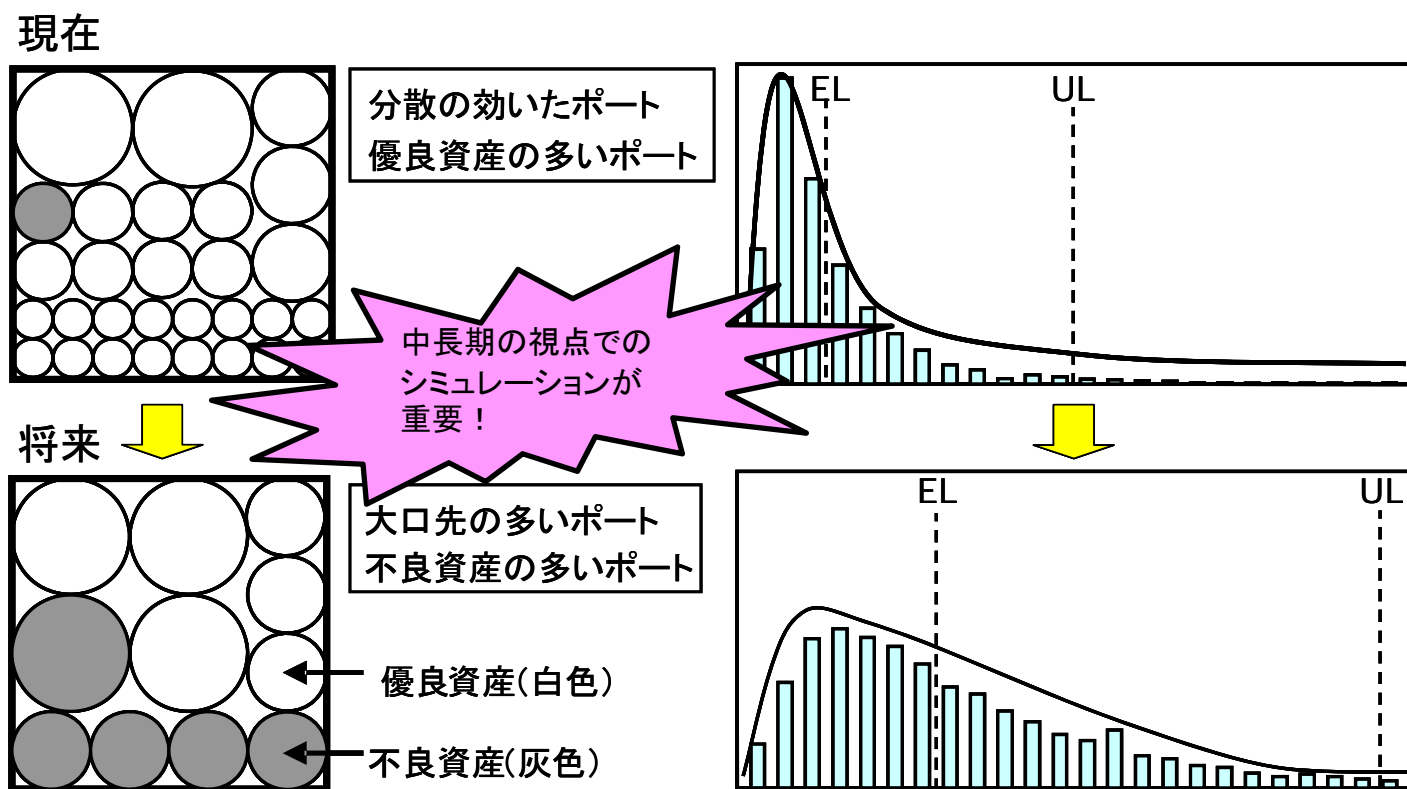 現在
分散の効いたポート
優良資産の多いポート
EL
UL
中長期の視点での
シミュレーションが
重要！
将来
大口先の多いポート
不良資産の多いポート
EL
UL
優良資産(白色)
不良資産(灰色)